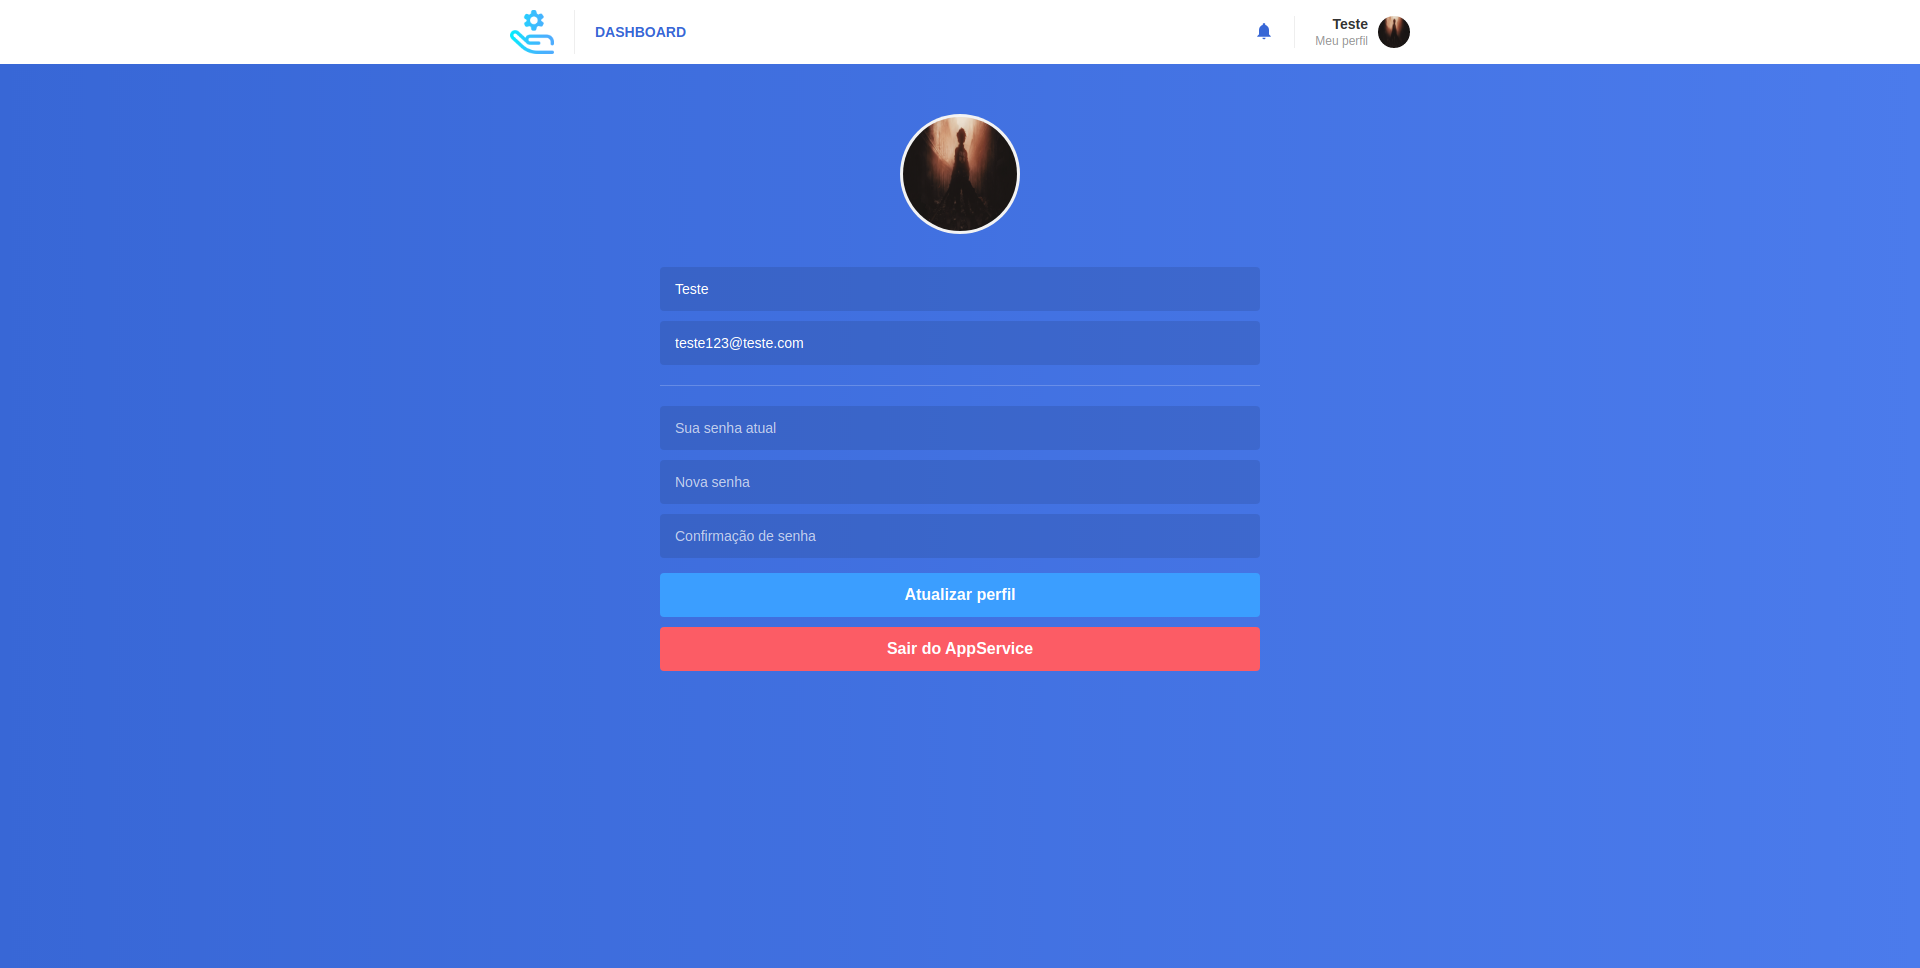 DASHBOARD
Teste
Meu perfil
Teste
teste123@teste.com
Sua senha atual
Nova senha
Confirmação de senha
Atualizar perfil
Sair do AppService